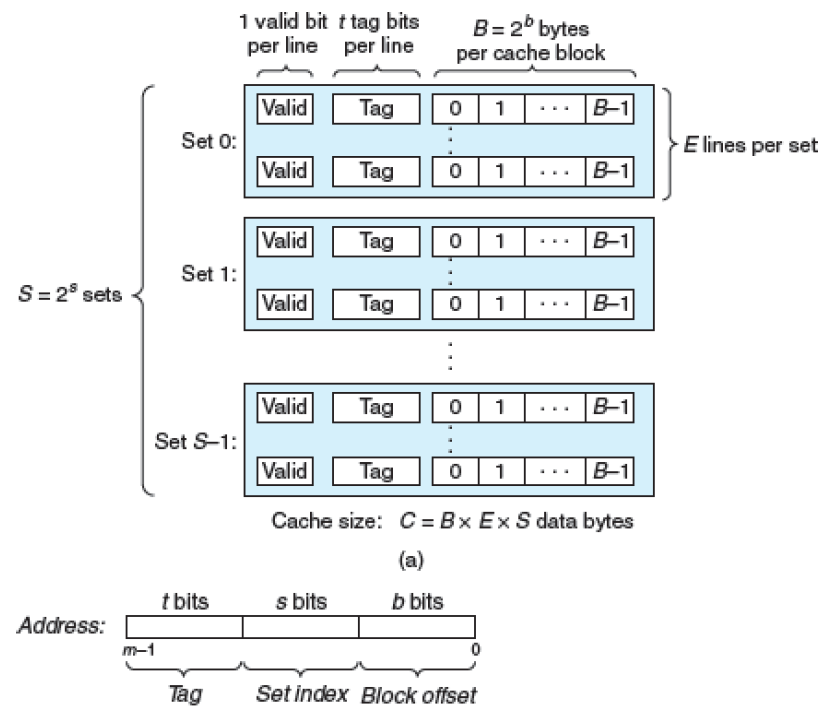 1 valid bit per line
t tag bits per line
B = 2^b bytes per cache block
Set 0:
Valid Tag 0 1 ··· B–1
Valid Tag 0 1 ··· B–1
E lines per set
Set 1:
Valid Tag 0 1 ··· B–1
Valid Tag 0 1 ··· B–1
S = 2^s sets
Set S–1:
Valid Tag 0 1 ··· B–1
Valid Tag 0 1 ··· B–1
Cache size: C = B × E × S data bytes
(a)
t bits s bits b bits
Address:
m–1 0
Tag Set index Block offset